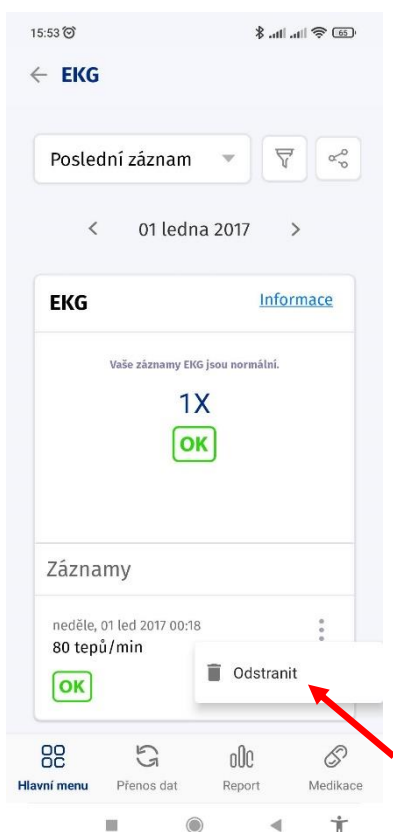 15:53
65
EKG
Poslední záznam
01 ledna 2017
EKG
Informace
Vaše záznamy EKG jsou normální.
1X
OK
Záznamy
neděle, 01 led 2017 00:18
80 tepů/min
Odstranit
OK
Hlavní menu
Přenos dat
Report
Medikace